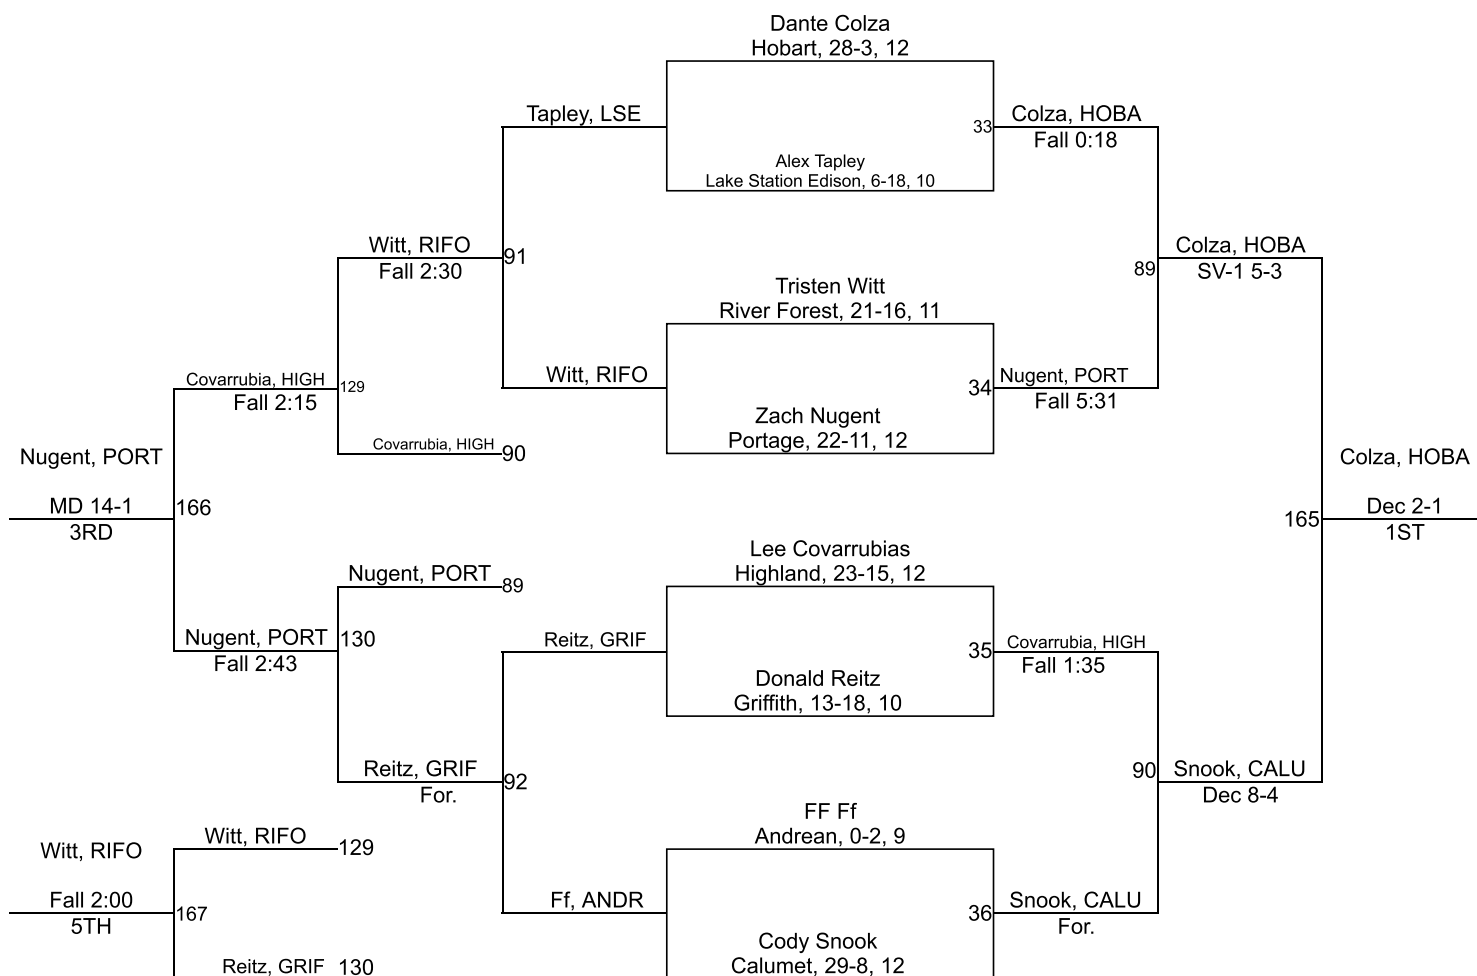 Dante Colza
Hobart, 28-3, 12
Tapley, LSE
33
Colza, HOBA
Fall 0:18
Alex Tapley
Lake Station Edison, 6-18, 10
Witt, RIFO
Fall 2:30
91
Colza, HOBA
SV-1 5-3
89
Tristen Witt
River Forest, 21-16, 11
Witt, RIFO
34
Nugent, PORT
Fall 5:31
Covarrubia, HIGH
Fall 2:15
129
Zach Nugent
Portage, 22-11, 12
Covarrubia, HIGH
90
Nugent, PORT
MD 14-1
3RD
166
Colza, HOBA
165
Dec 2-1
1ST
Lee Covarrubias
Highland, 23-15, 12
Nugent, PORT
89
Nugent, PORT
Fall 2:43
130
Reitz, GRIF
35
Covarrubia, HIGH
Fall 1:35
Donald Reitz
Griffith, 13-18, 10
Reitz, GRIF
For.
92
90
Snook, CALU
Dec 8-4
FF Ff
Andrean, 0-2, 9
Witt, RIFO
129
Witt, RIFO
Fall 2:00
5TH
167
Ff, ANDR
36
Snook, CALU
For.
Cody Snook
Calumet, 29-8, 12
Reitz, GRIF
130